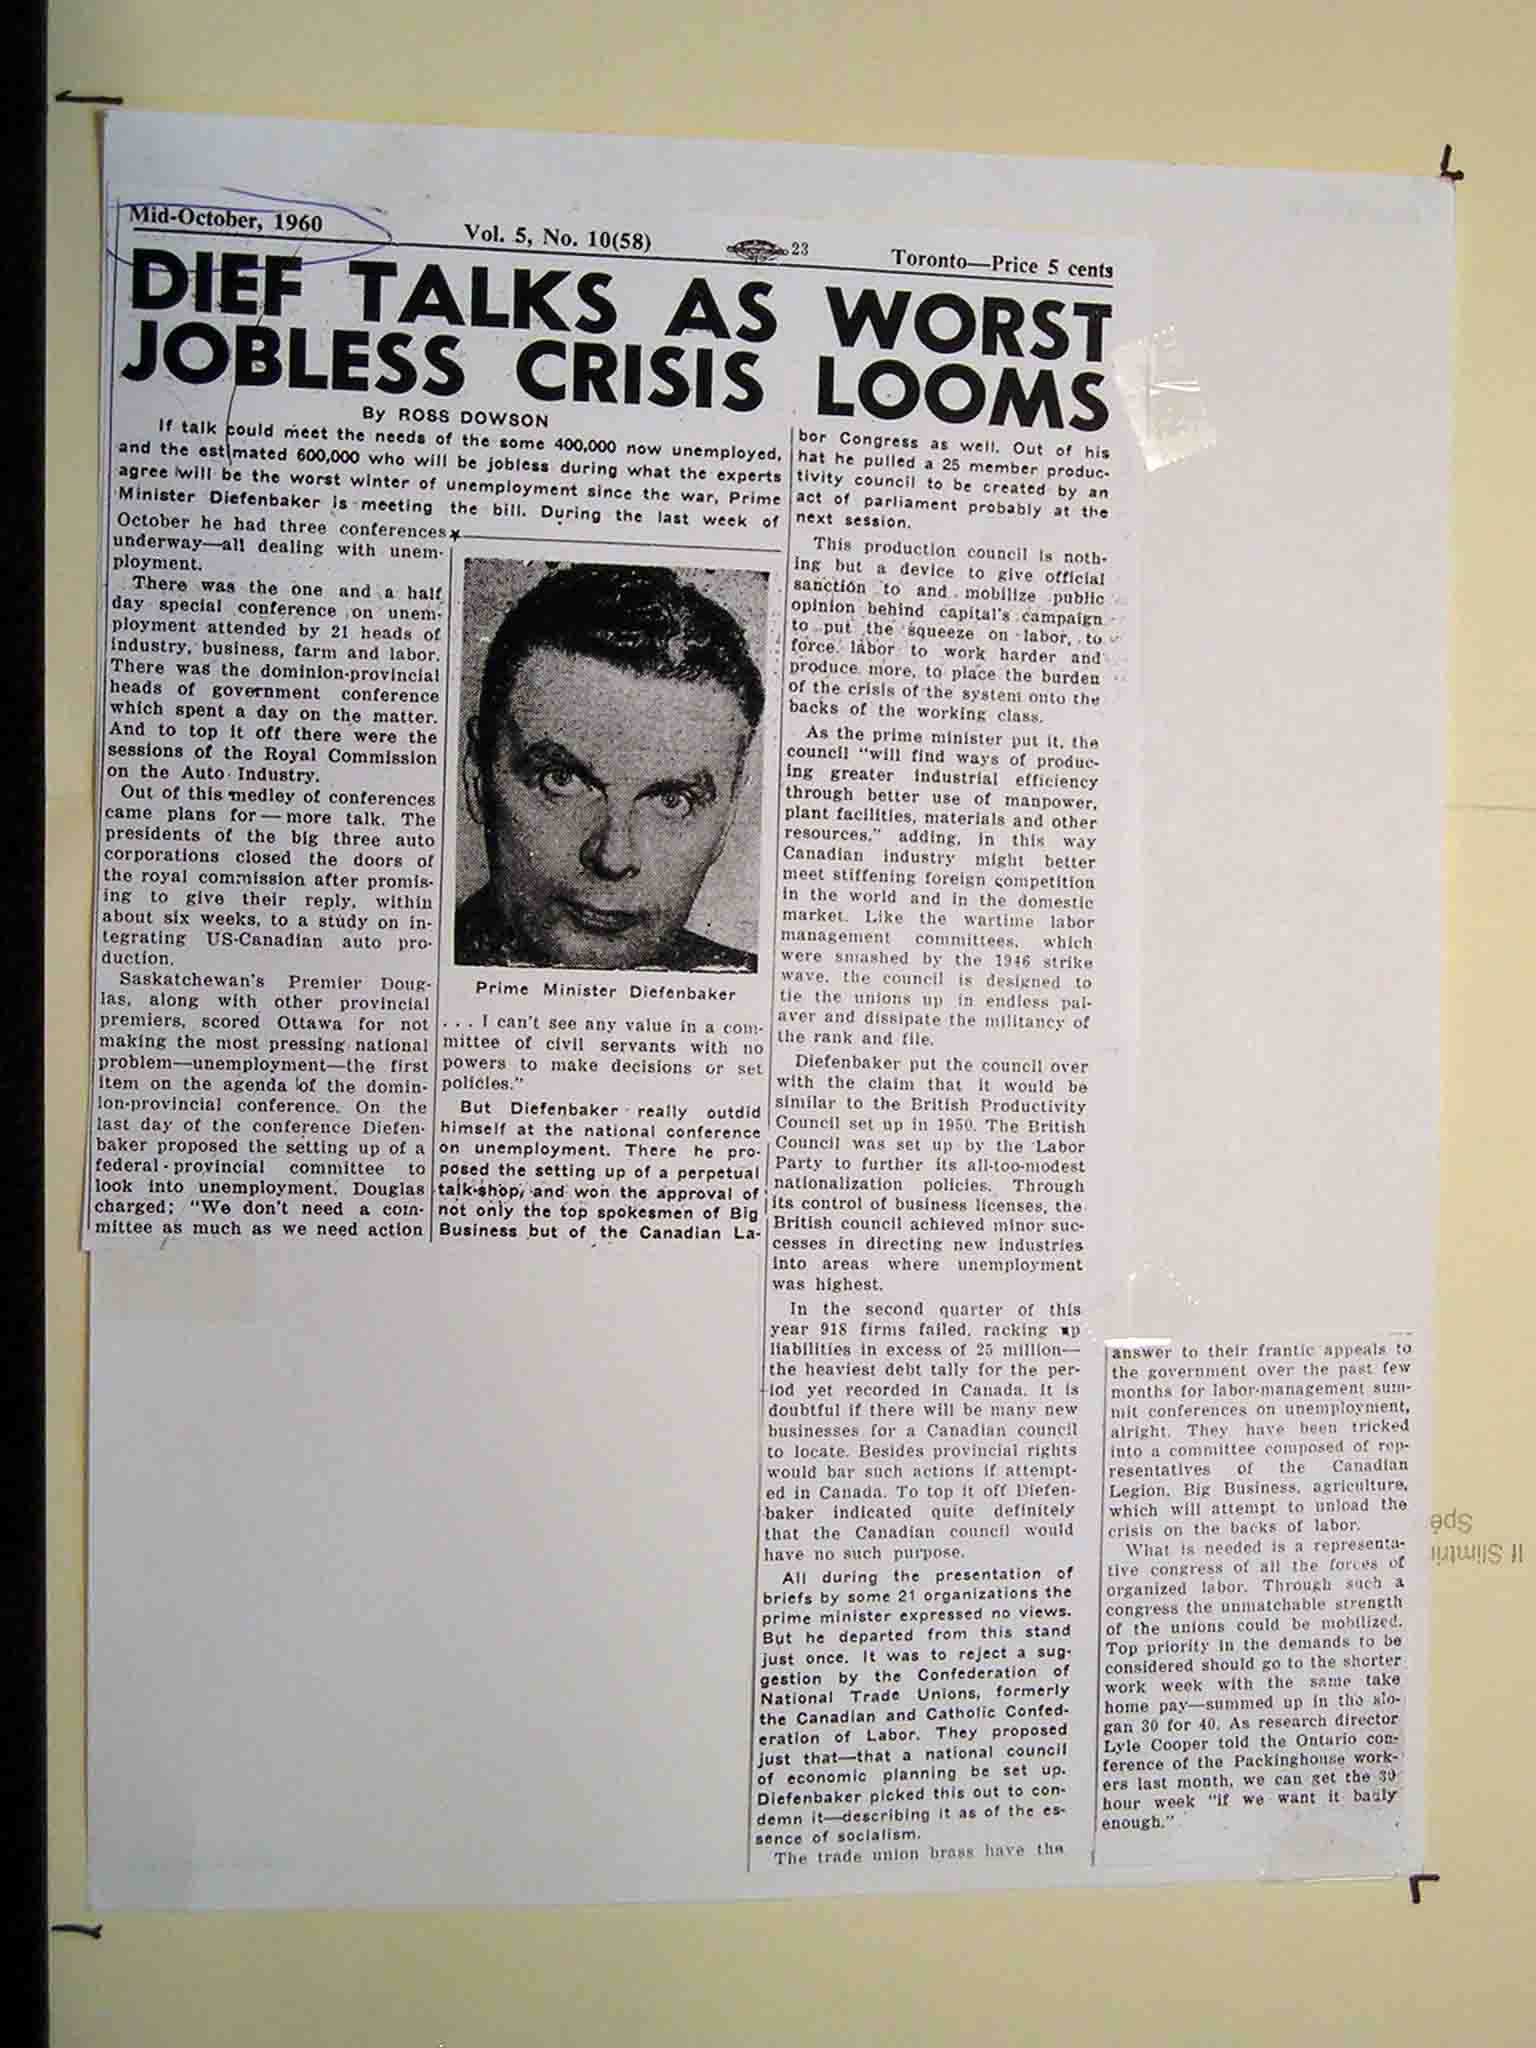 Mid-October, 1960
Vol. 5, No. 10(58)
23
Toronto—Price 5 cents
DIEF TALKS AS WORST
JOBLESS CRISIS LOOMS
By ROSS DOWSON
If talk could meet the needs of the some 400,000 now unemployed,
and the estimated 600,000 who will be jobless during what the experts
agree will be the worst winter of unemployment since the war, Prime
Minister Diefenbaker is meeting the bill. During the last week of
October he had three conferences
underway—all dealing with unem-
ployment.
There was the one and a half
day special conference on unem-
ployment attended by 21 heads of
industry, business, farm and labor.
There was the dominion-provincial
heads of government conference
which spent a day on the matter.
And to top it off there were the
sessions of the Royal Commission
on the Auto Industry.
Out of this medley of conferences
came plans for—more talk. The
presidents of the big three auto
corporations closed the doors of
the royal commission after promis-
ing to give their reply, within
about six weeks, to a study on in-
tegrating US-Canadian auto pro-
duction.
Saskatchewan's Premier Doug-
las, along with other provincial
premiers, scored Ottawa for not
making the most pressing national
problem—unemployment—the first
item on the agenda of the domin-
ion-provincial conference. On the
last day of the conference Diefen-
baker proposed the setting up of a
federal-provincial committee to
look into unemployment. Douglas
charged; "We don't need a com-
mittee as much as we need action
Prime Minister Diefenbaker
. . . I can't see any value in a com-
mittee of civil servants with no
powers to make decisions or set
policies."
But Diefenbaker really outdid
himself at the national conference
on unemployment. There he pro-
posed the setting up of a perpetual
talk-shop, and won the approval of
not only the top spokesmen of Big
Business but of the Canadian La-
bor Congress as well. Out of his
hat he pulled a 25 member produc-
tivity council to be created by an
act of parliament probably at the
next session.
This production council is noth-
ing but a device to give official
sanction to and mobilize public
opinion behind capital's campaign
to put the squeeze on labor, to
force labor to work harder and
produce more, to place the burden
of the crisis of the system onto the
backs of the working class.
As the prime minister put it, the
council "will find ways of produc-
ing greater industrial efficiency
through better use of manpower,
plant facilities, materials and other
resources," adding, in this way
Canadian industry might better
meet stiffening foreign competition
in the world and in the domestic
market. Like the wartime labor
management committees, which
were smashed by the 1946 strike
wave, the council is designed to
tie the unions up in endless pal-
aver and dissipate the militancy of
the rank and file.
Diefenbaker put the council over
with the claim that it would be
similar to the British Productivity
Council set up in 1950. The British
Council was set up by the Labor
Party to further its all-too-modest
nationalization policies. Through
its control of business licenses, the
British council achieved minor suc-
cesses in directing new industries
into areas where unemployment
was highest.
In the second quarter of this
year 918 firms failed, racking up
liabilities in excess of 25 million—
the heaviest debt tally for the per-
iod yet recorded in Canada. It is
doubtful if there will be many new
businesses for a Canadian council
to locate. Besides provincial rights
would bar such actions if attempt-
ed in Canada. To top it off Diefen-
baker indicated quite definitely
that the Canadian council would
have no such purpose.
All during the presentation of
briefs by some 21 organizations the
prime minister expressed no views.
But he departed from this stand
just once. It was to reject a sug-
gestion by the Confederation of
National Trade Unions, formerly
the Canadian and Catholic Confed-
eration of Labor. They proposed
just that—that a national council
of economic planning be set up.
Diefenbaker picked this out to con-
demn it—describing it as of the es-
sence of socialism.
The trade union brass have the
answer to their frantic appeals to
the government over the past few
months for labor-management sum-
mit conferences on unemployment,
alright. They have been tricked
into a committee composed of rep-
resentatives of the Canadian
Legion, Big Business, agriculture,
which will attempt to unload the
crisis on the backs of labor.
What is needed is a representa-
tive congress of all the forces of
organized labor. Through such a
congress the unmatchable strength
of the unions could be mobilized.
Top priority in the demands to be
considered should go to the shorter
work week with the same take
home pay—summed up in the slo-
gan 30 for 40. As research director
Lyle Cooper told the Ontario con-
ference of the Packinghouse work-
ers last month, we can get the 30
hour week "if we want it badly
enough."